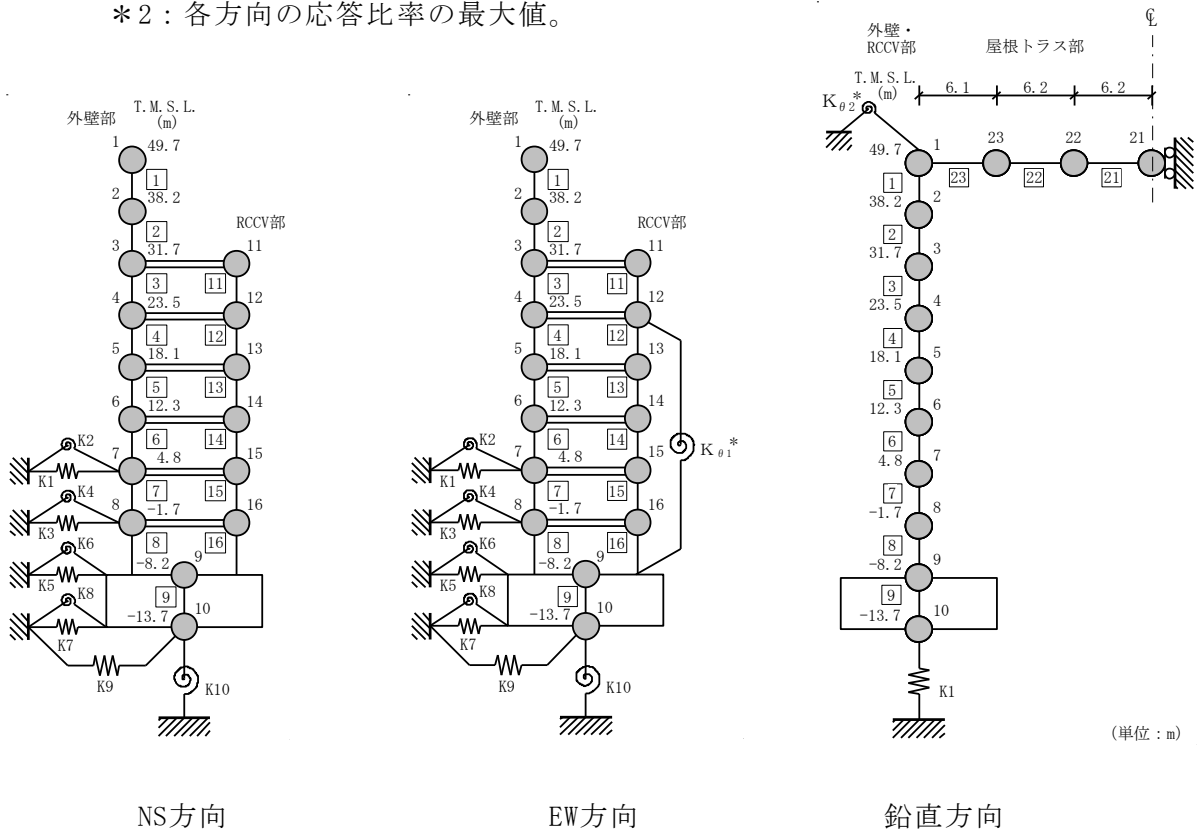 ＊2：各方向の応答比率の最大値。
外壁部
T.M.S.L.
(m)
1
49.7
1
2
38.2
2
RCCV部
3
31.7
11
3
11
4
23.5
12
4
12
5
18.1
13
5
13
6
12.3
14
6
14
K2
7
4.8
15
K1
7
15
K4
8
-1.7
16
K3
8
16
K6
-8.2
9
K5
K8
9
-13.7
10
K7
K9
K10
NS方向
外壁部
T.M.S.L.
(m)
1
49.7
1
2
38.2
2
RCCV部
3
31.7
11
3
11
4
23.5
12
4
12
5
18.1
13
5
13
6
12.3
14
6
14
Kθ1*
K2
7
4.8
15
K1
7
15
K4
8
-1.7
16
K3
8
16
K6
-8.2
9
K5
K8
9
-13.7
10
K7
K9
K10
EW方向
外壁・
RCCV部
屋根トラス部
℄
T.M.S.L.
(m)
6.1
6.2
6.2
Kθ2*
49.7
1
23
22
21
1
23
22
21
38.2
2
2
31.7
3
3
23.5
4
4
18.1
5
5
12.3
6
6
4.8
7
7
-1.7
8
8
-8.2
9
9
-13.7
10
K1
(単位：m)
鉛直方向